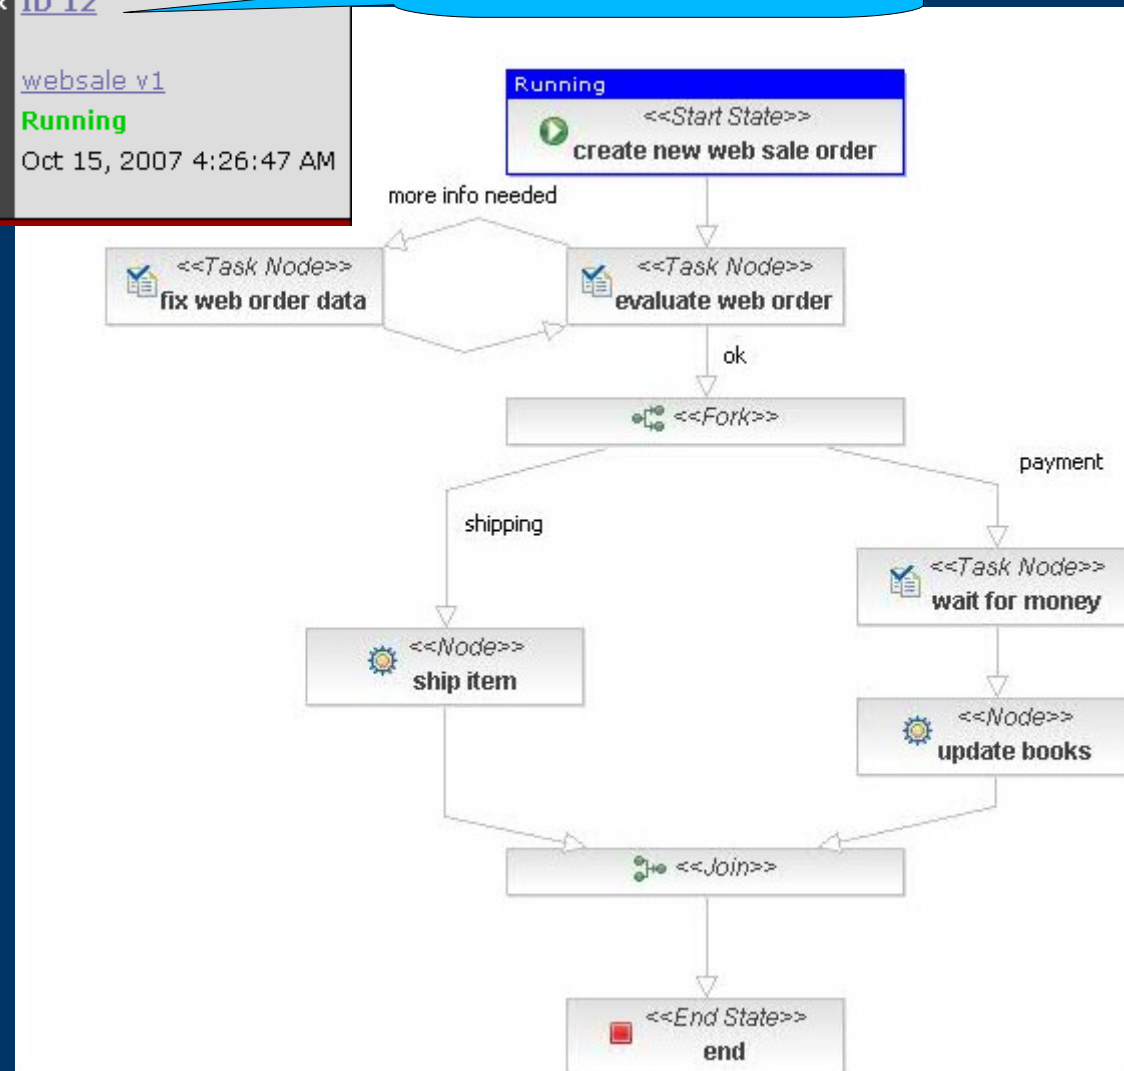 ID 12
websale v1
Running
Oct 15, 2007 4:26:47 AM
Running
<<Start State>>
create new web sale order
more info needed
<<Task Node>>
fix web order data
<<Task Node>>
evaluate web order
ok
<<Fork>>
payment
shipping
<<Task Node>>
wait for money
<<Node>>
ship item
<<Node>>
update books
<<Join>>
<<End State>>
end